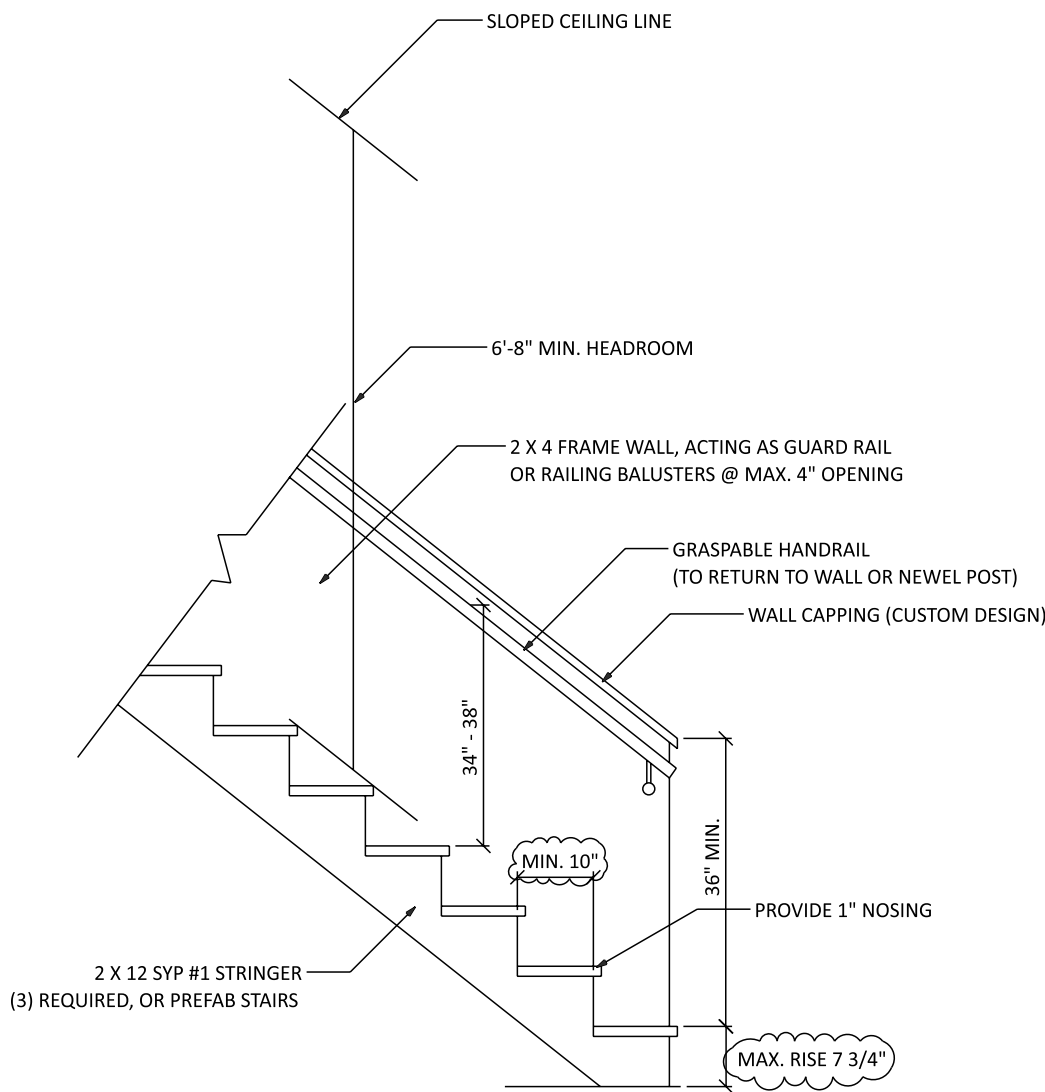 SLOPED CEILING LINE
6'-8" MIN. HEADROOM
2 X 4 FRAME WALL, ACTING AS GUARD RAIL
OR RAILING BALUSTERS @ MAX. 4" OPENING
GRASPABLE HANDRAIL
(TO RETURN TO WALL OR NEWEL POST)
WALL CAPPING (CUSTOM DESIGN)
34" - 38"
MIN. 10"
36" MIN.
PROVIDE 1" NOSING
2 X 12 SYP #1 STRINGER
(3) REQUIRED, OR PREFAB STAIRS
MAX. RISE 7 3/4"